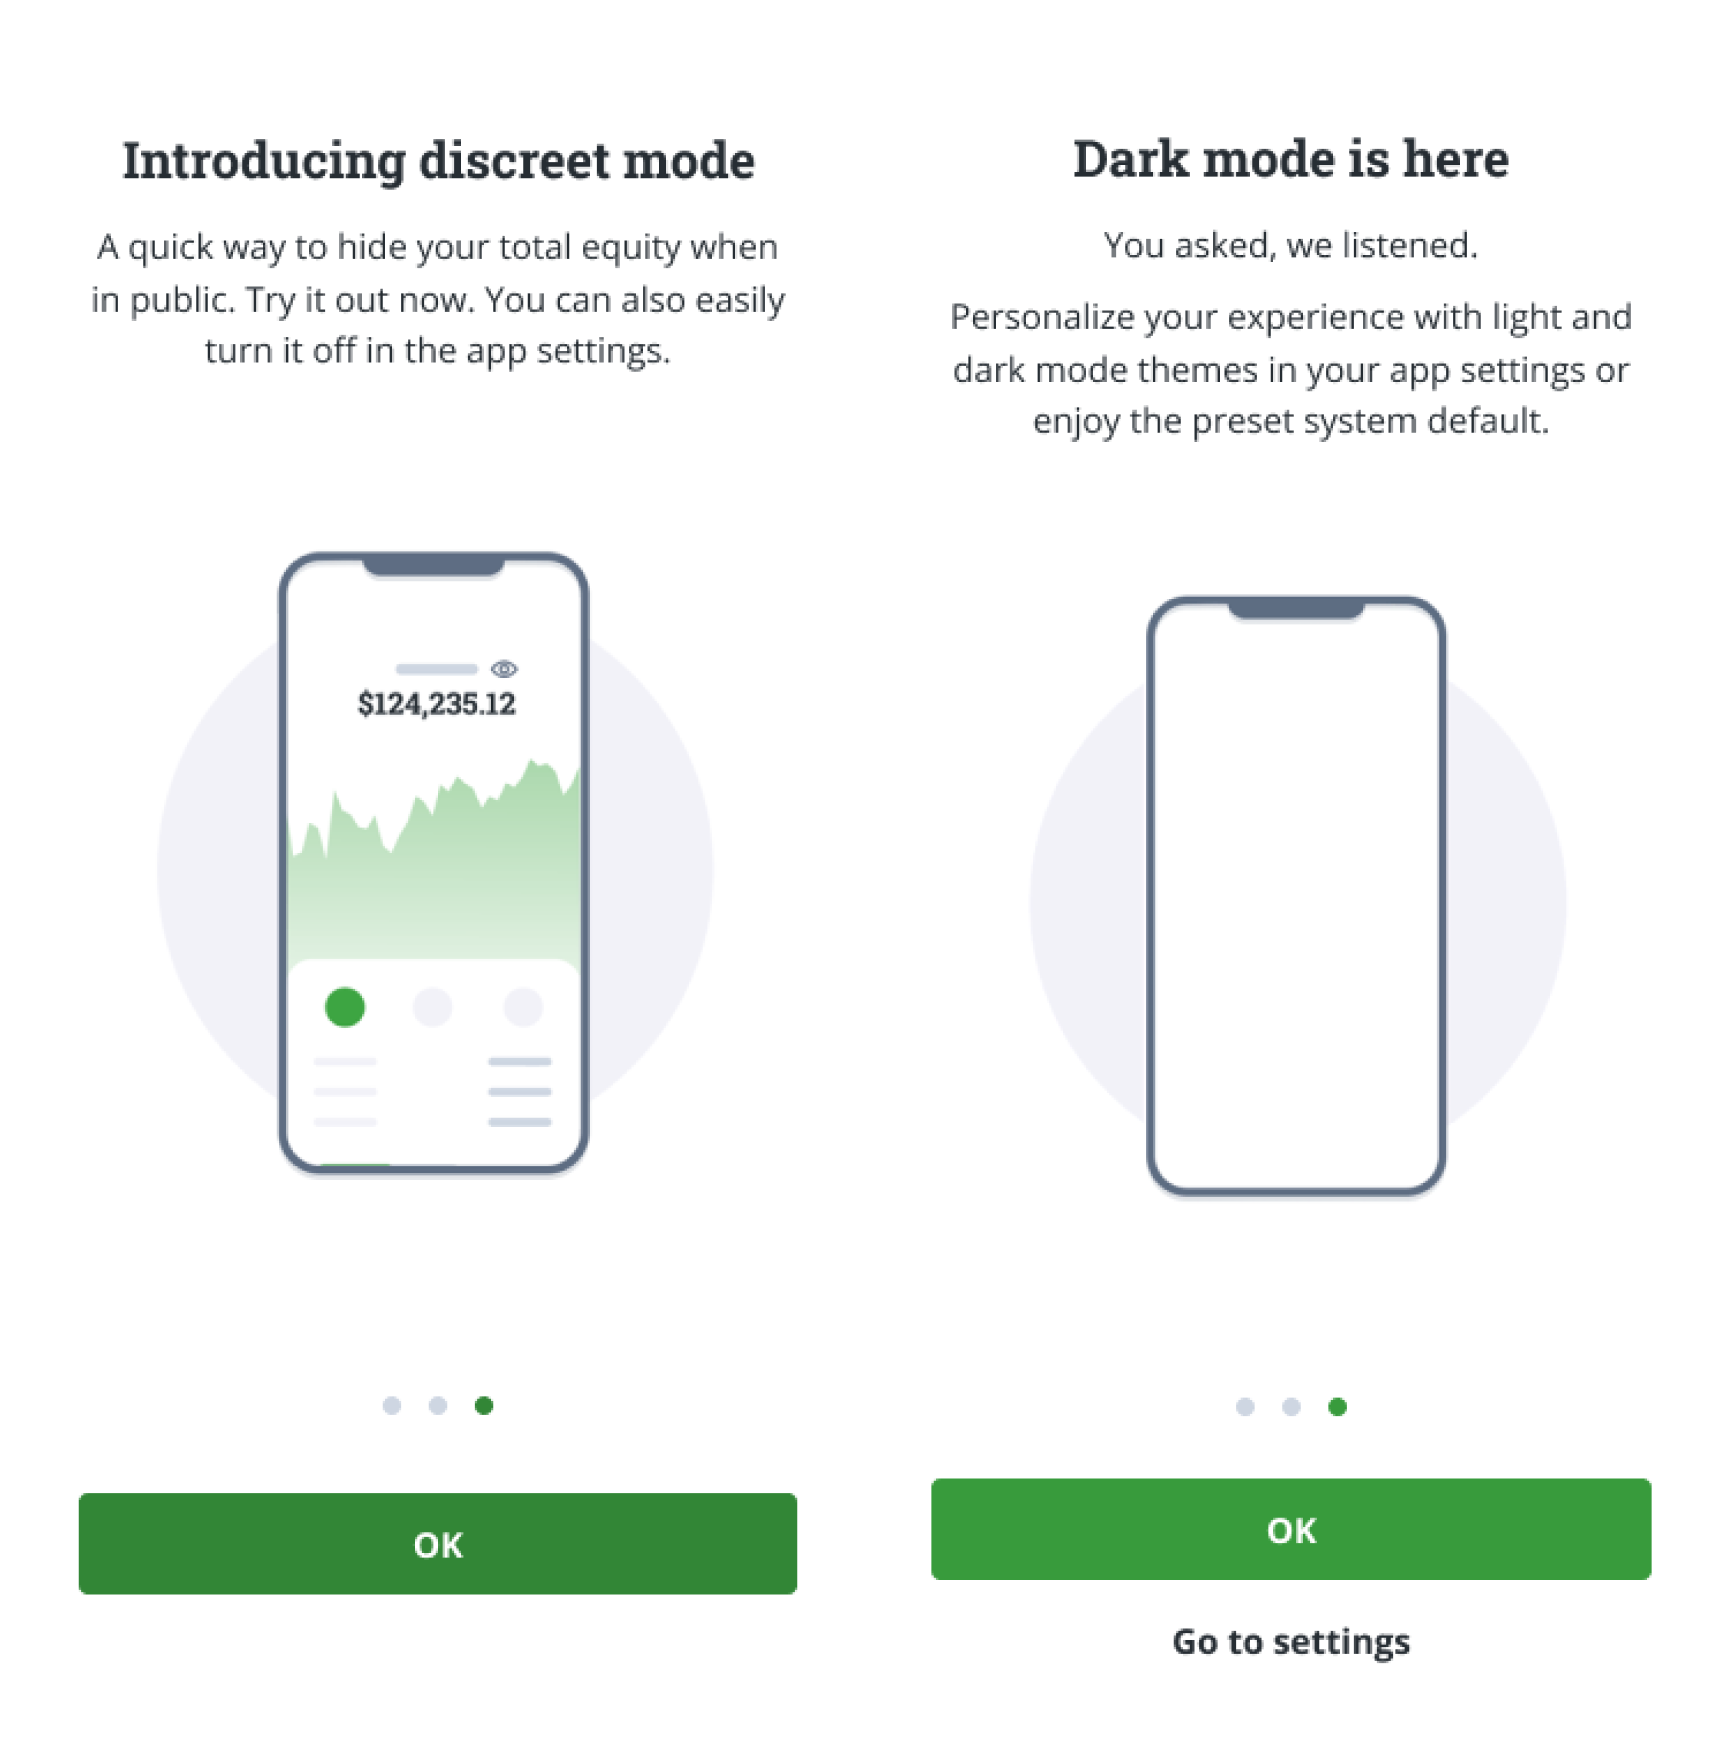 Introducing discreet mode
A quick way to hide your total equity when
in public. Try it out now. You can also easily
turn it off in the app settings.
$124,235.12
OK
Dark mode is here
You asked, we listened.
Personalize your experience with light and
dark mode themes in your app settings or
enjoy the preset system default.
OK
Go to settings